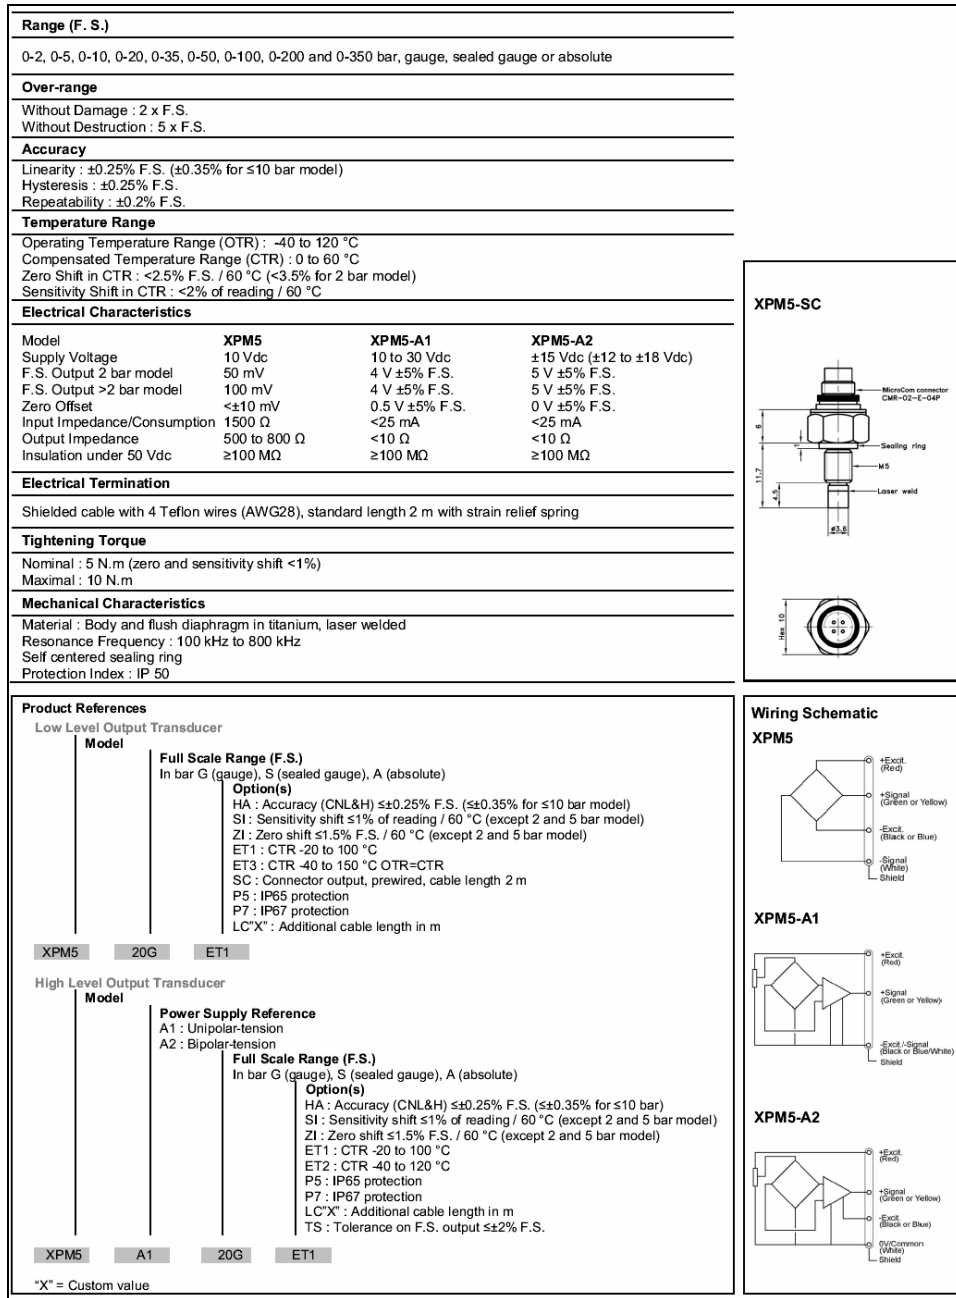 Range (F. S.)
0-2, 0-5, 0-10, 0-20, 0-35, 0-50, 0-100, 0-200 and 0-350 bar, gauge, sealed gauge or absolute
Over-range
Without Damage : 2 x F.S.
Without Destruction : 5 x F.S.
Accuracy
Linearity : ±0.25% F.S. (±0.35% for ≤10 bar model)
Hysteresis : ±0.25% F.S.
Repeatability : ±0.2% F.S.
Temperature Range
Operating Temperature Range (OTR) : -40 to 120 °C
Compensated Temperature Range (CTR) : 0 to 60 °C
Zero Shift in CTR : <2.5% F.S. / 60 °C (<3.5% for 2 bar model)
Sensitivity Shift in CTR : <2% of reading / 60 °C
Electrical Characteristics
Model XPM5 XPM5-A1 XPM5-A2
Supply Voltage 10 Vdc 10 to 30 Vdc ±15 Vdc (±12 to ±18 Vdc)
F.S. Output 2 bar model 50 mV 4 V ±5% F.S. 5 V ±5% F.S.
F.S. Output >2 bar model 100 mV 4 V ±5% F.S. 5 V ±5% F.S.
Zero Offset <±10 mV 0.5 V ±5% F.S. 0 V ±5% F.S.
Input Impedance/Consumption 1500 Ω <25 mA <25 mA
Output Impedance 500 to 800 Ω <10 Ω <10 Ω
Insulation under 50 Vdc ≥100 MΩ ≥100 MΩ ≥100 MΩ
Electrical Termination
Shielded cable with 4 Teflon wires (AWG28), standard length 2 m with strain relief spring
Tightening Torque
Nominal : 5 N.m (zero and sensitivity shift <1%)
Maximal : 10 N.m
Mechanical Characteristics
Material : Body and flush diaphragm in titanium, laser welded
Resonance Frequency : 100 kHz to 800 kHz
Self centered sealing ring
Protection Index : IP 50
XPM5-SC
MicroCom connector
CMR-02-E-04P
6
1
Sealing ring
M5
11,7
4,5
Laser weld
ø3,6
Hex 10
Product References
Low Level Output Transducer
Model
Full Scale Range (F.S.)
In bar G (gauge), S (sealed gauge), A (absolute)
Option(s)
HA : Accuracy (CNL&H) ≤±0.25% F.S. (≤±0.35% for ≤10 bar model)
SI : Sensitivity shift ≤1% of reading / 60 °C (except 2 and 5 bar model)
ZI : Zero shift ≤1.5% F.S. / 60 °C (except 2 and 5 bar model)
ET1 : CTR -20 to 100 °C
ET3 : CTR -40 to 150 °C OTR=CTR
SC : Connector output, prewired, cable length 2 m
P5 : IP65 protection
P7 : IP67 protection
LC"X" : Additional cable length in m
XPM5 20G ET1
High Level Output Transducer
Model
Power Supply Reference
A1 : Unipolar-tension
A2 : Bipolar-tension
Full Scale Range (F.S.)
In bar G (gauge), S (sealed gauge), A (absolute)
Option(s)
HA : Accuracy (CNL&H) ≤±0.25% F.S. (≤±0.35% for ≤10 bar)
SI : Sensitivity shift ≤1% of reading / 60 °C (except 2 and 5 bar model)
ZI : Zero shift ≤1.5% F.S. / 60 °C (except 2 and 5 bar model)
ET1 : CTR -20 to 100 °C
ET2 : CTR -40 to 120 °C
P5 : IP65 protection
P7 : IP67 protection
LC"X" : Additional cable length in m
TS : Tolerance on F.S. output ≤±2% F.S.
XPM5 A1 20G ET1
"X" = Custom value
Wiring Schematic
XPM5
+Excit.
(Red)
+Signal
(Green or Yellow)
-Excit.
(Black or Blue)
-Signal
(White)
Shield
XPM5-A1
+Excit.
(Red)
+Signal
(Green or Yellow)
-Excit./-Signal
(Black or Blue/White)
Shield
XPM5-A2
+Excit.
(Red)
+Signal
(Green or Yellow)
-Excit.
(Black or Blue)
0V/Common
(White)
Shield